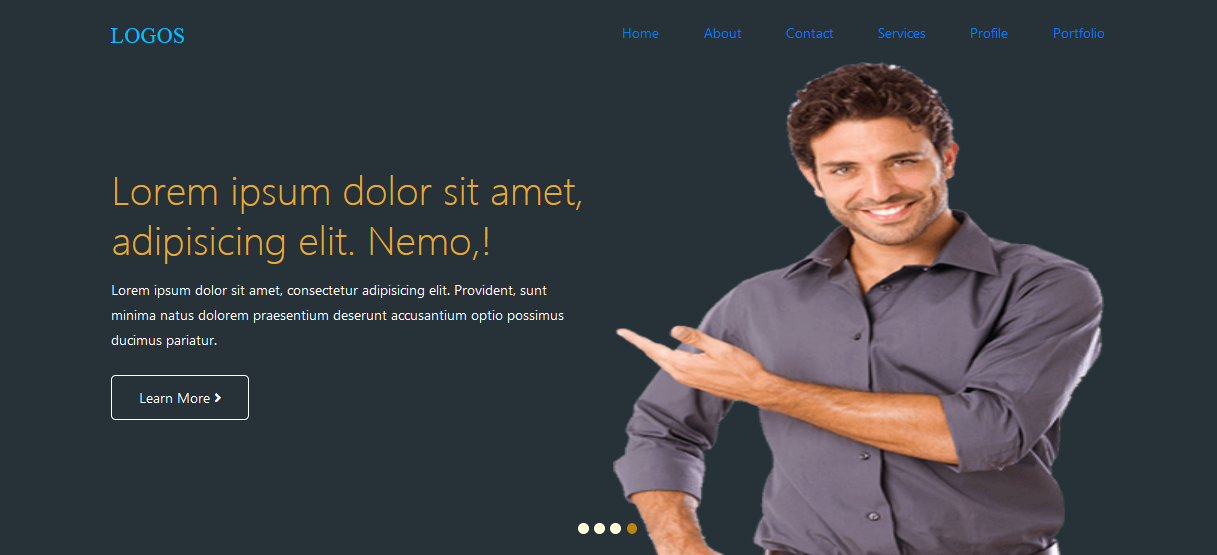 LOGOS
Home About Contact Services Profile Portfolio
Lorem ipsum dolor sit amet,
adipisicing elit. Nemo,!
Lorem ipsum dolor sit amet, consectetur adipisicing elit. Provident, sunt
minima natus dolorem praesentium deserunt accusantium optio possimus
ducimus pariatur.
Learn More